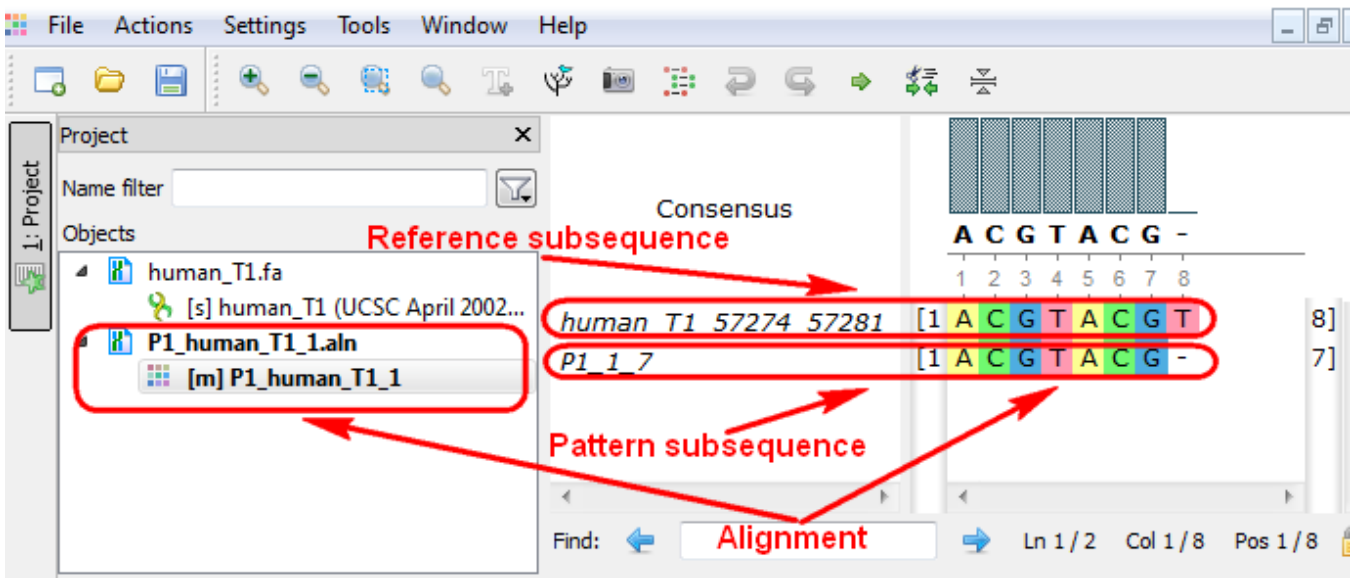 File Actions Settings Tools Window Help
1: Project
Project
Name filter
Consensus
Objects
Reference subsequence
A C G T A C G -
1 2 3 4 5 6 7 8
human_T1.fa
[s] human_T1 (UCSC April 2002...
human_T1_57274_57281 [1 A C G T A C G T 8]
P1_human_T1_1.aln
P1_1_7 [1 A C G T A C G - 7]
[m] P1_human_T1_1
Pattern subsequence
Find: Alignment Ln 1 / 2 Col 1 / 8 Pos 1 / 8